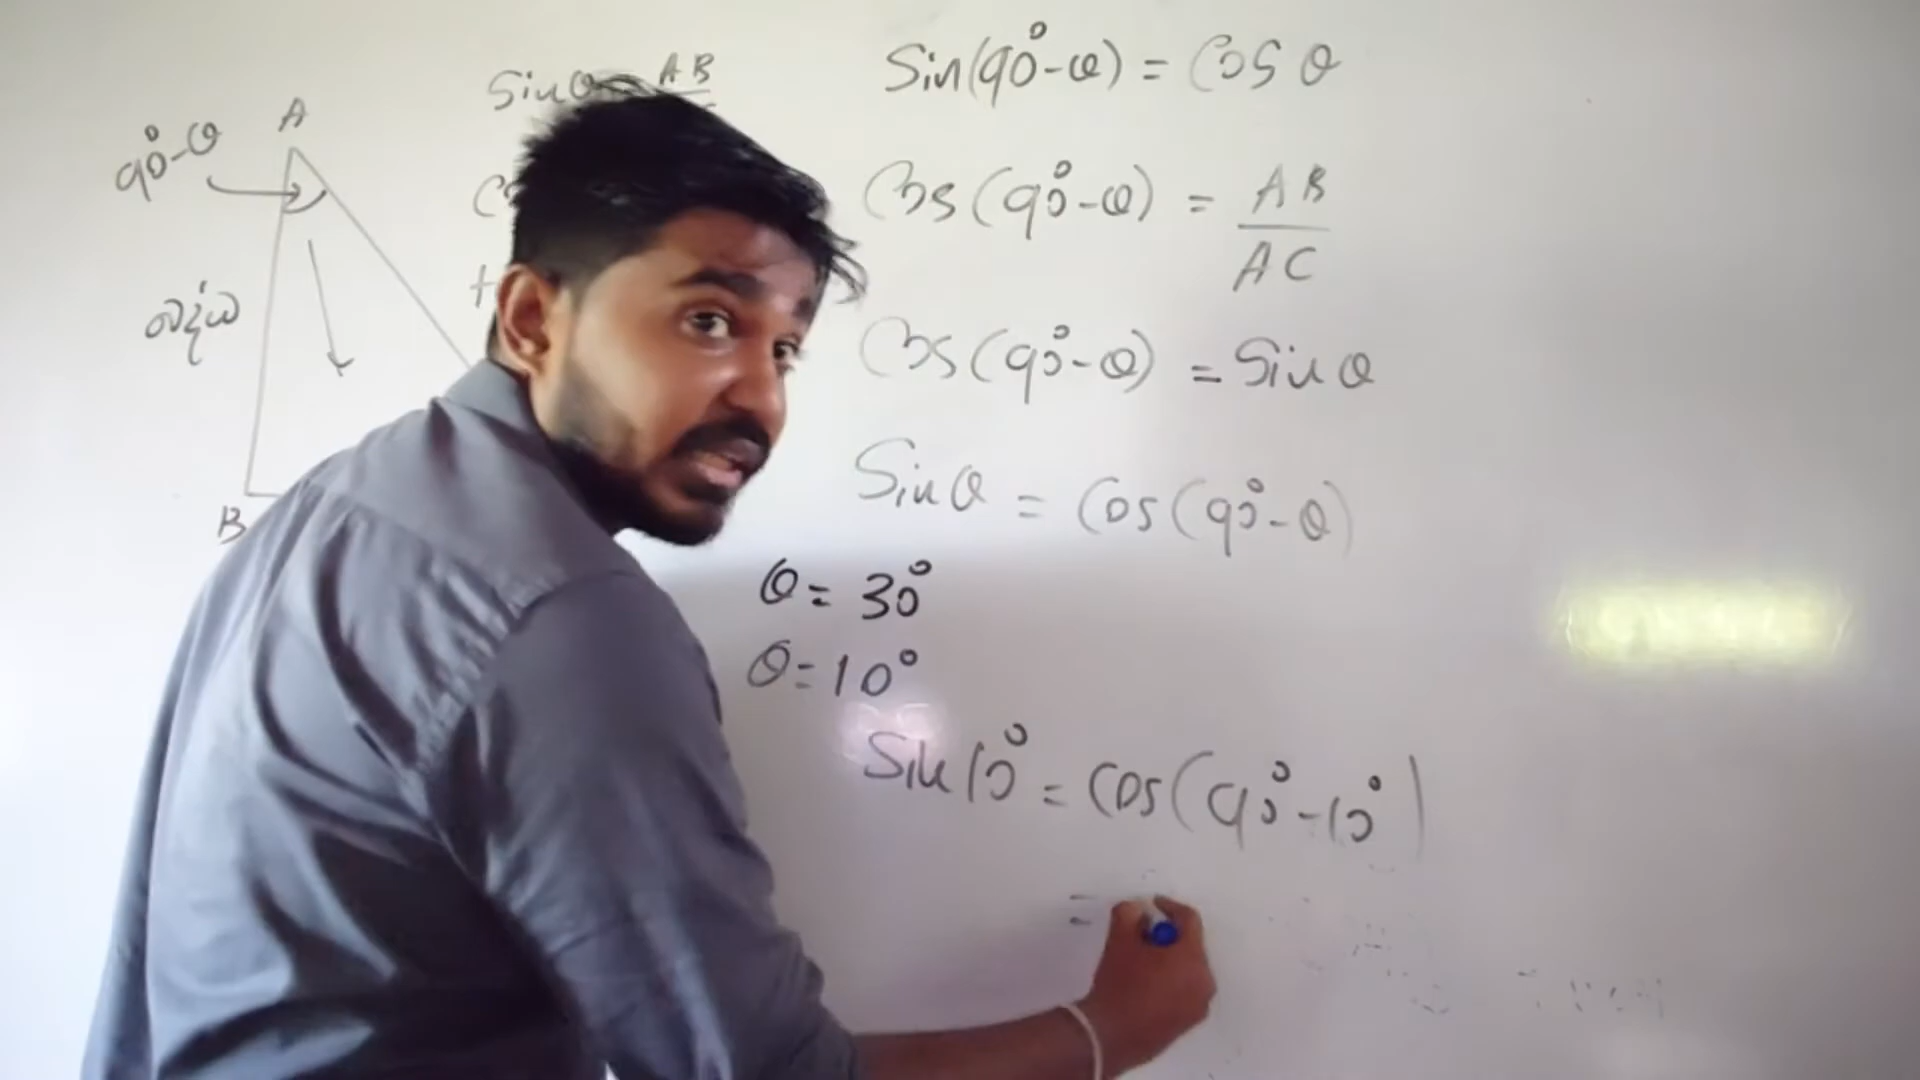 A
90°-θ
B
Sinθ = AB
Sin(90°-θ) = Cos θ
Cos(90°-θ) = AB
AC
Cos(90°-θ) = Sin θ
Sin θ = Cos(90°-θ)
θ = 30°
θ = 10°
Sin 10° = Cos(90°-10°)
=